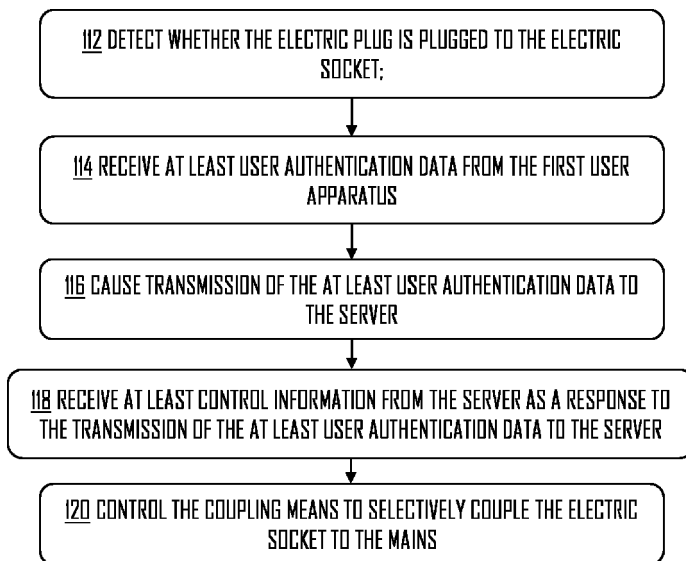 112 DETECT WHETHER THE ELECTRIC PLUG IS PLUGGED TO THE ELECTRIC
SOCKET;
114 RECEIVE AT LEAST USER AUTHENTICATION DATA FROM THE FIRST USER
APPARATUS
116 CAUSE TRANSMISSION OF THE AT LEAST USER AUTHENTICATION DATA TO
THE SERVER
118 RECEIVE AT LEAST CONTROL INFORMATION FROM THE SERVER AS A RESPONSE TO
THE TRANSMISSION OF THE AT LEAST USER AUTHENTICATION DATA TO THE SERVER
120 CONTROL THE COUPLING MEANS TO SELECTIVELY COUPLE THE ELECTRIC
SOCKET TO THE MAINS